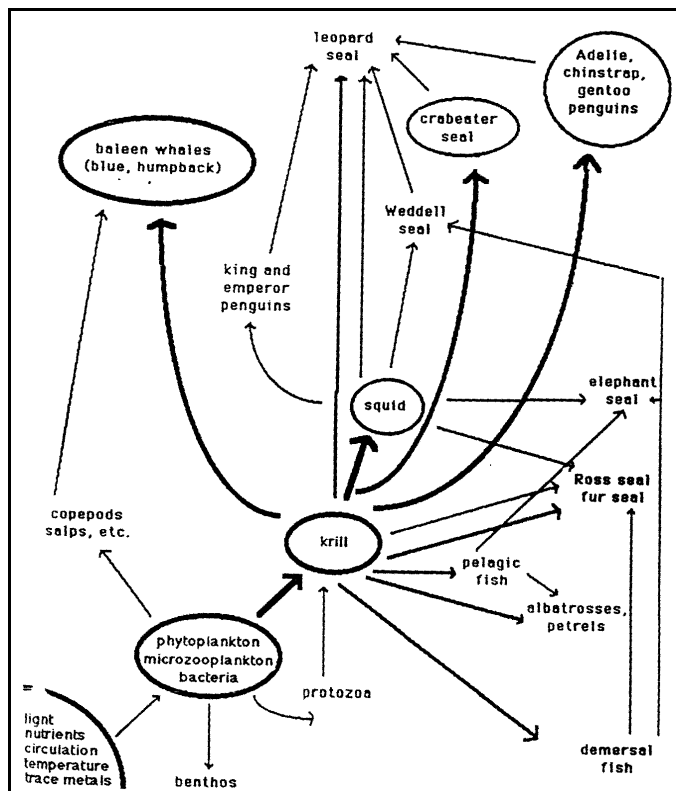 leopard
seal
Adelie,
chinstrap,
gentoo
penguins
crabeater
seal
baleen whales
(blue, humpback)
Weddell
seal
king and
emperor
penguins
elephant
seal
squid
Ross seal
fur seal
copepods
salps, etc.
krill
pelagic
fish
albatrosses,
petrels
phytoplankton
microzooplankton
bacteria
protozoa
light
nutrients
circulation
temperature
trace metals
benthos
demersal
fish